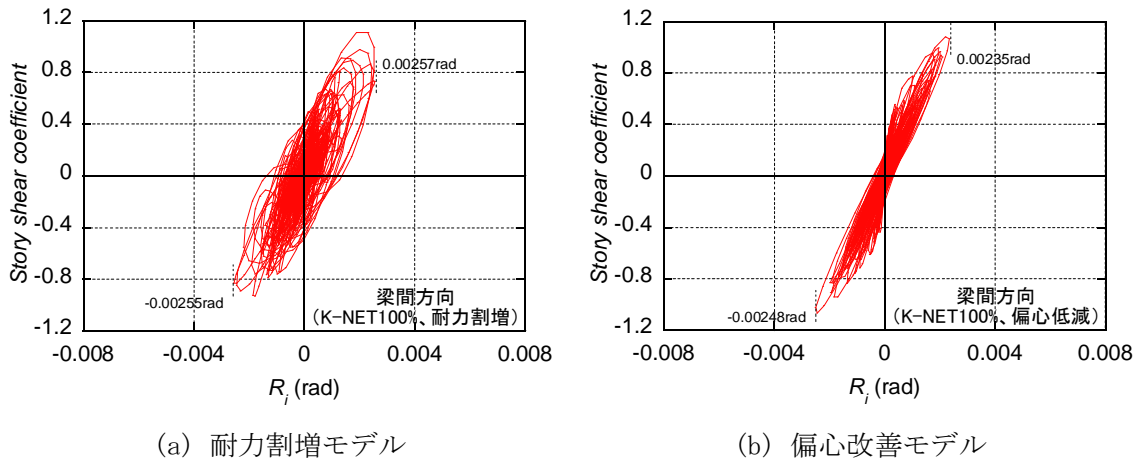 1.2
0.8
0.4
0
-0.4
-0.8
-1.2
Story shear coefficient
0.00257rad
-0.00255rad
梁間方向
（K-NET100%、耐力割増）
-0.008
-0.004
0
0.004
0.008
R_i (rad)
(a) 耐力割増モデル
1.2
0.8
0.4
0
-0.4
-0.8
-1.2
Story shear coefficient
0.00235rad
-0.00248rad
梁間方向
（K-NET100%、偏心低減）
-0.008
-0.004
0
0.004
0.008
R_i (rad)
(b) 偏心改善モデル